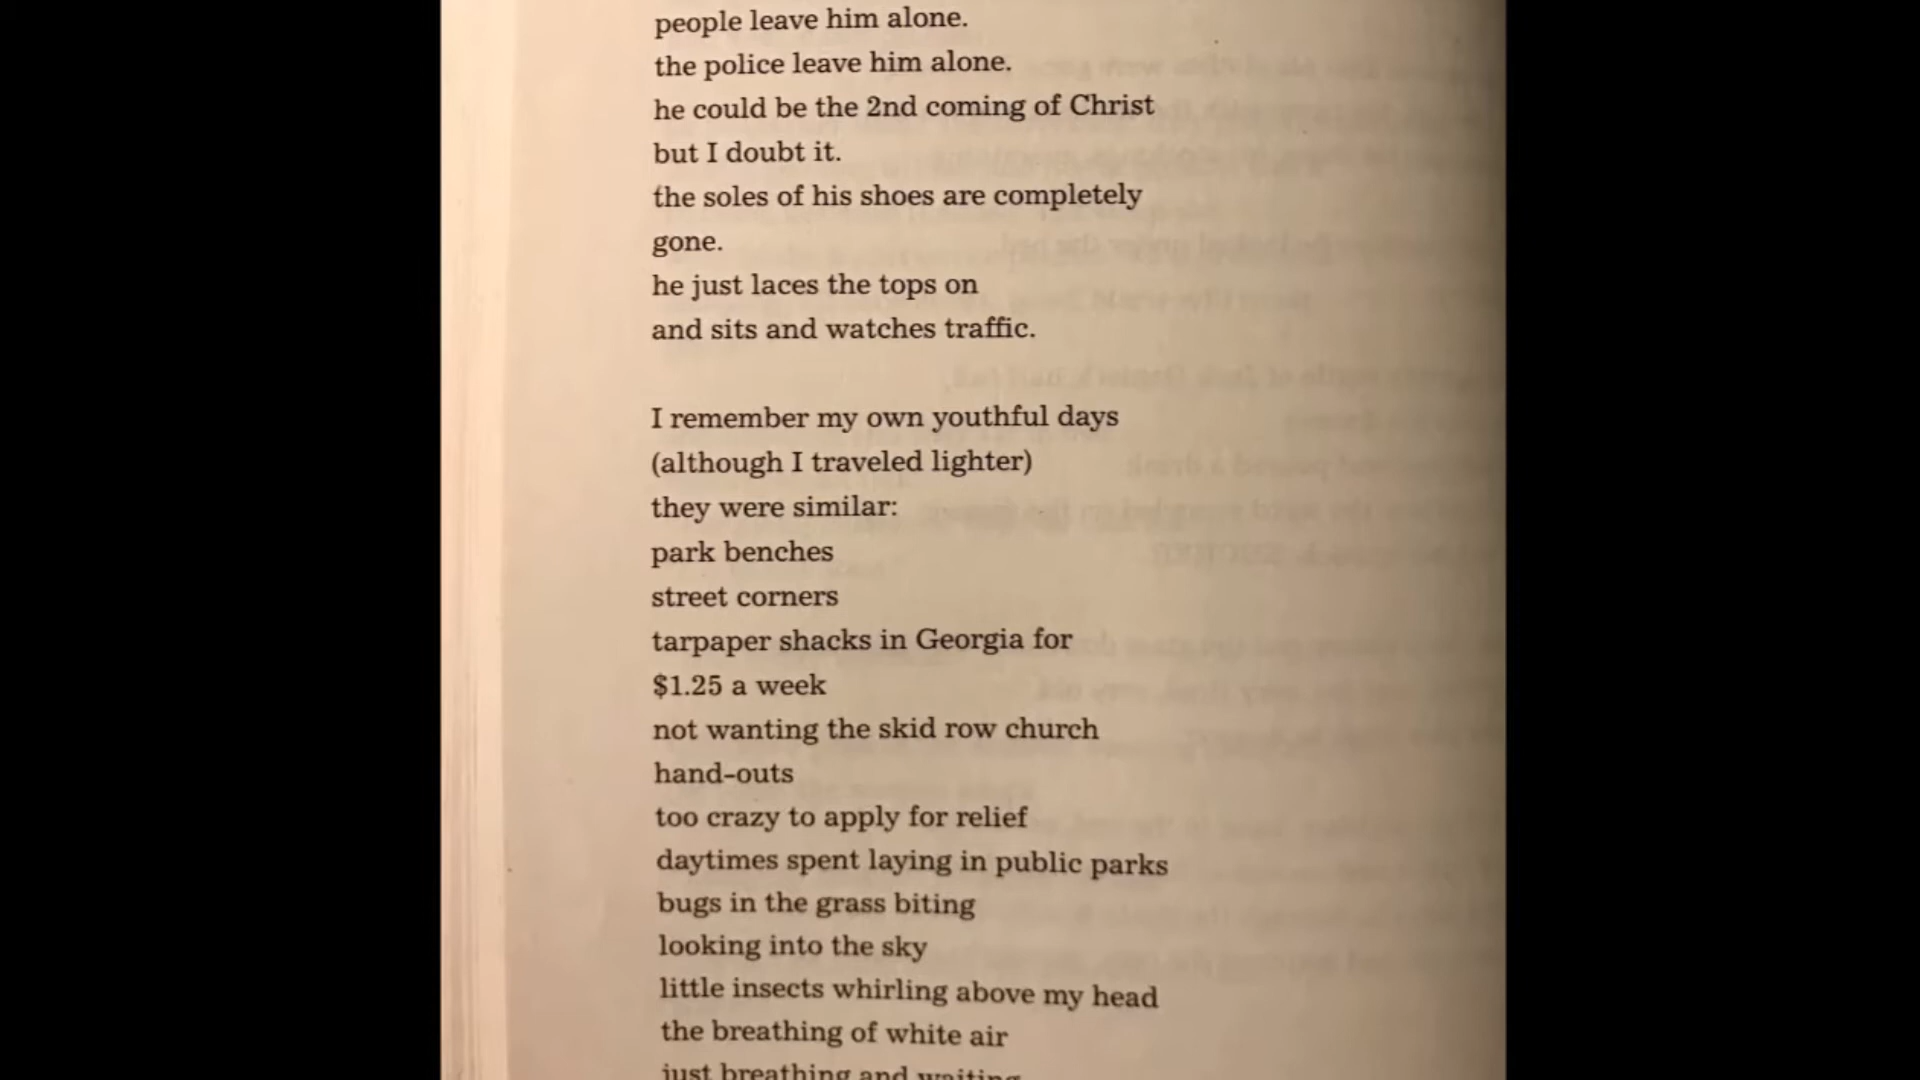 people leave him alone.
the police leave him alone.
he could be the 2nd coming of Christ
but I doubt it.
the soles of his shoes are completely
gone.
he just laces the tops on
and sits and watches traffic.
I remember my own youthful days
(although I traveled lighter)
they were similar:
park benches
street corners
tarpaper shacks in Georgia for
$1.25 a week
not wanting the skid row church
hand-outs
too crazy to apply for relief
daytimes spent laying in public parks
bugs in the grass biting
looking into the sky
little insects whirling above my head
the breathing of white air
just breathing and waiting